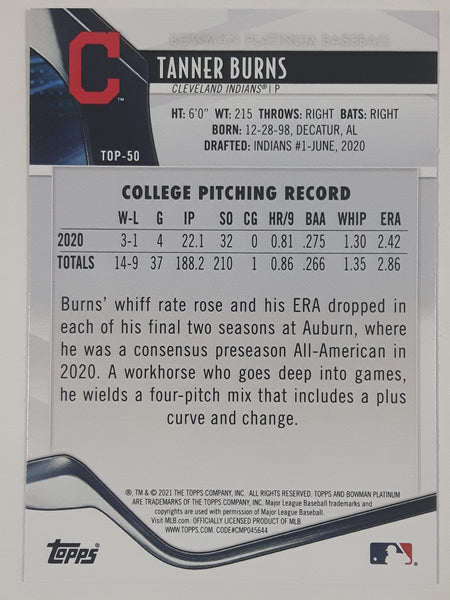 BOWMAN PLATINUM BASEBALL
C
TM
TANNER BURNS
CLEVELAND INDIANS® | P
TOP-50
HT: 6'0" WT: 215 THROWS: RIGHT BATS: RIGHT
BORN: 12-28-98, DECATUR, AL
DRAFTED: INDIANS #1-JUNE, 2020
COLLEGE PITCHING RECORD
W-L G IP SO CG HR/9 BAA WHIP ERA
2020 3-1 4 22.1 32 0 0.81 .275 1.30 2.42
TOTALS 14-9 37 188.2 210 1 0.86 .266 1.35 2.86
Burns' whiff rate rose and his ERA dropped in
each of his final two seasons at Auburn, where
he was a consensus preseason All-American in
2020. A workhorse who goes deep into games,
he wields a four-pitch mix that includes a plus
curve and change.
®, TM & © 2021 THE TOPPS COMPANY, INC. ALL RIGHTS RESERVED. TOPPS AND BOWMAN PLATINUM
ARE TRADEMARKS OF THE TOPPS COMPANY, INC. Major League Baseball trademarks and
copyrights are used with permission of Major League Baseball.
Visit MLB.com. OFFICIALLY LICENSED PRODUCT OF MLB.
WWW.TOPPS.COM. CODE#CMP045644
TOPPS